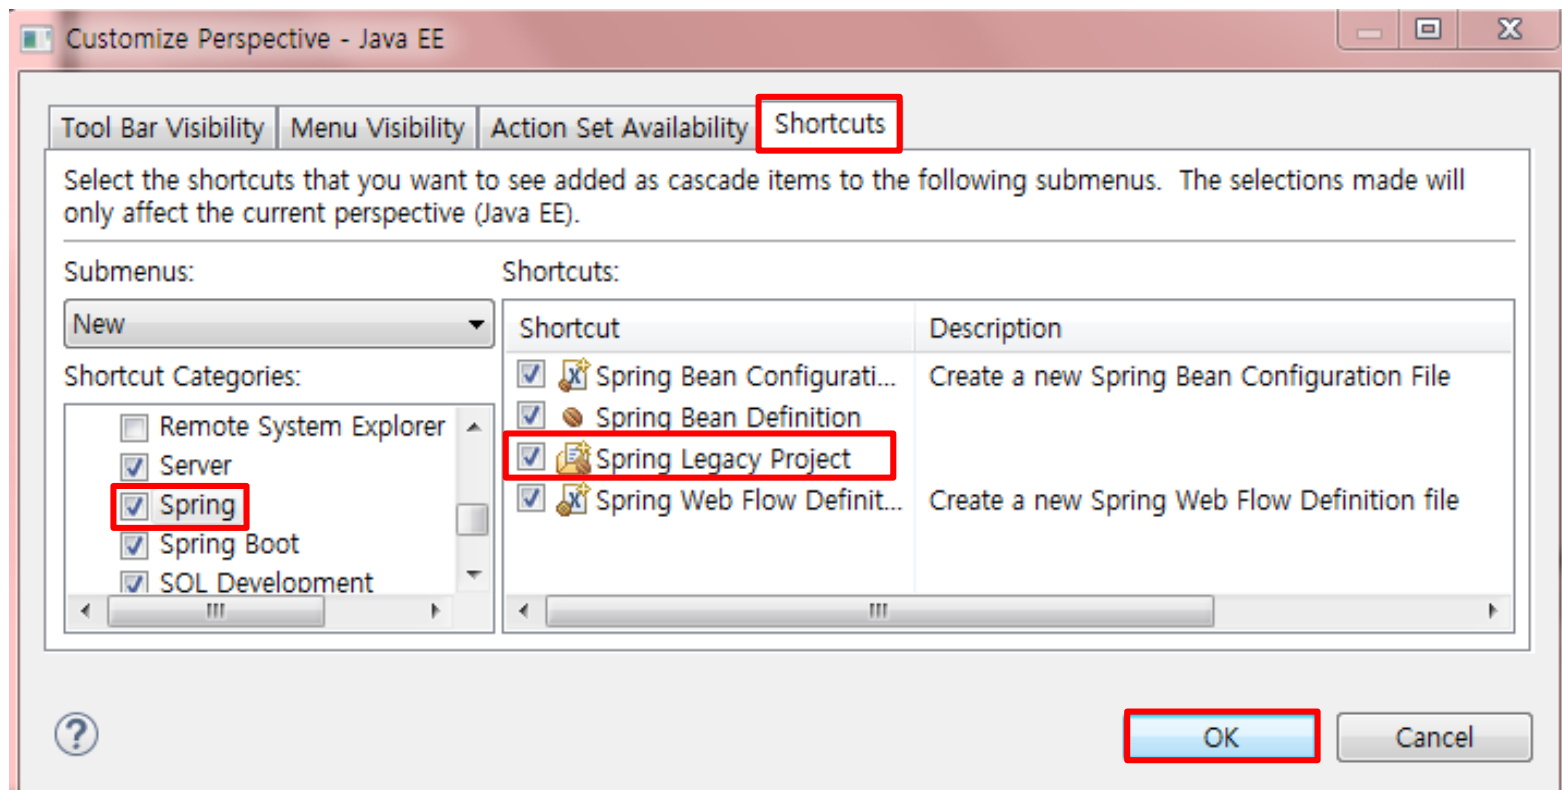 Customize Perspective - Java EE
Tool Bar Visibility Menu Visibility Action Set Availability Shortcuts
Select the shortcuts that you want to see added as cascade items to the following submenus. The selections made will
only affect the current perspective (Java EE).
Submenus:
New
Shortcut Categories:
Remote System Explorer
Server
Spring
Spring Boot
SQL Development
Shortcuts:
Shortcut Description
Spring Bean Configurati... Create a new Spring Bean Configuration File
Spring Bean Definition
Spring Legacy Project
Spring Web Flow Definit... Create a new Spring Web Flow Definition file
?
OK Cancel